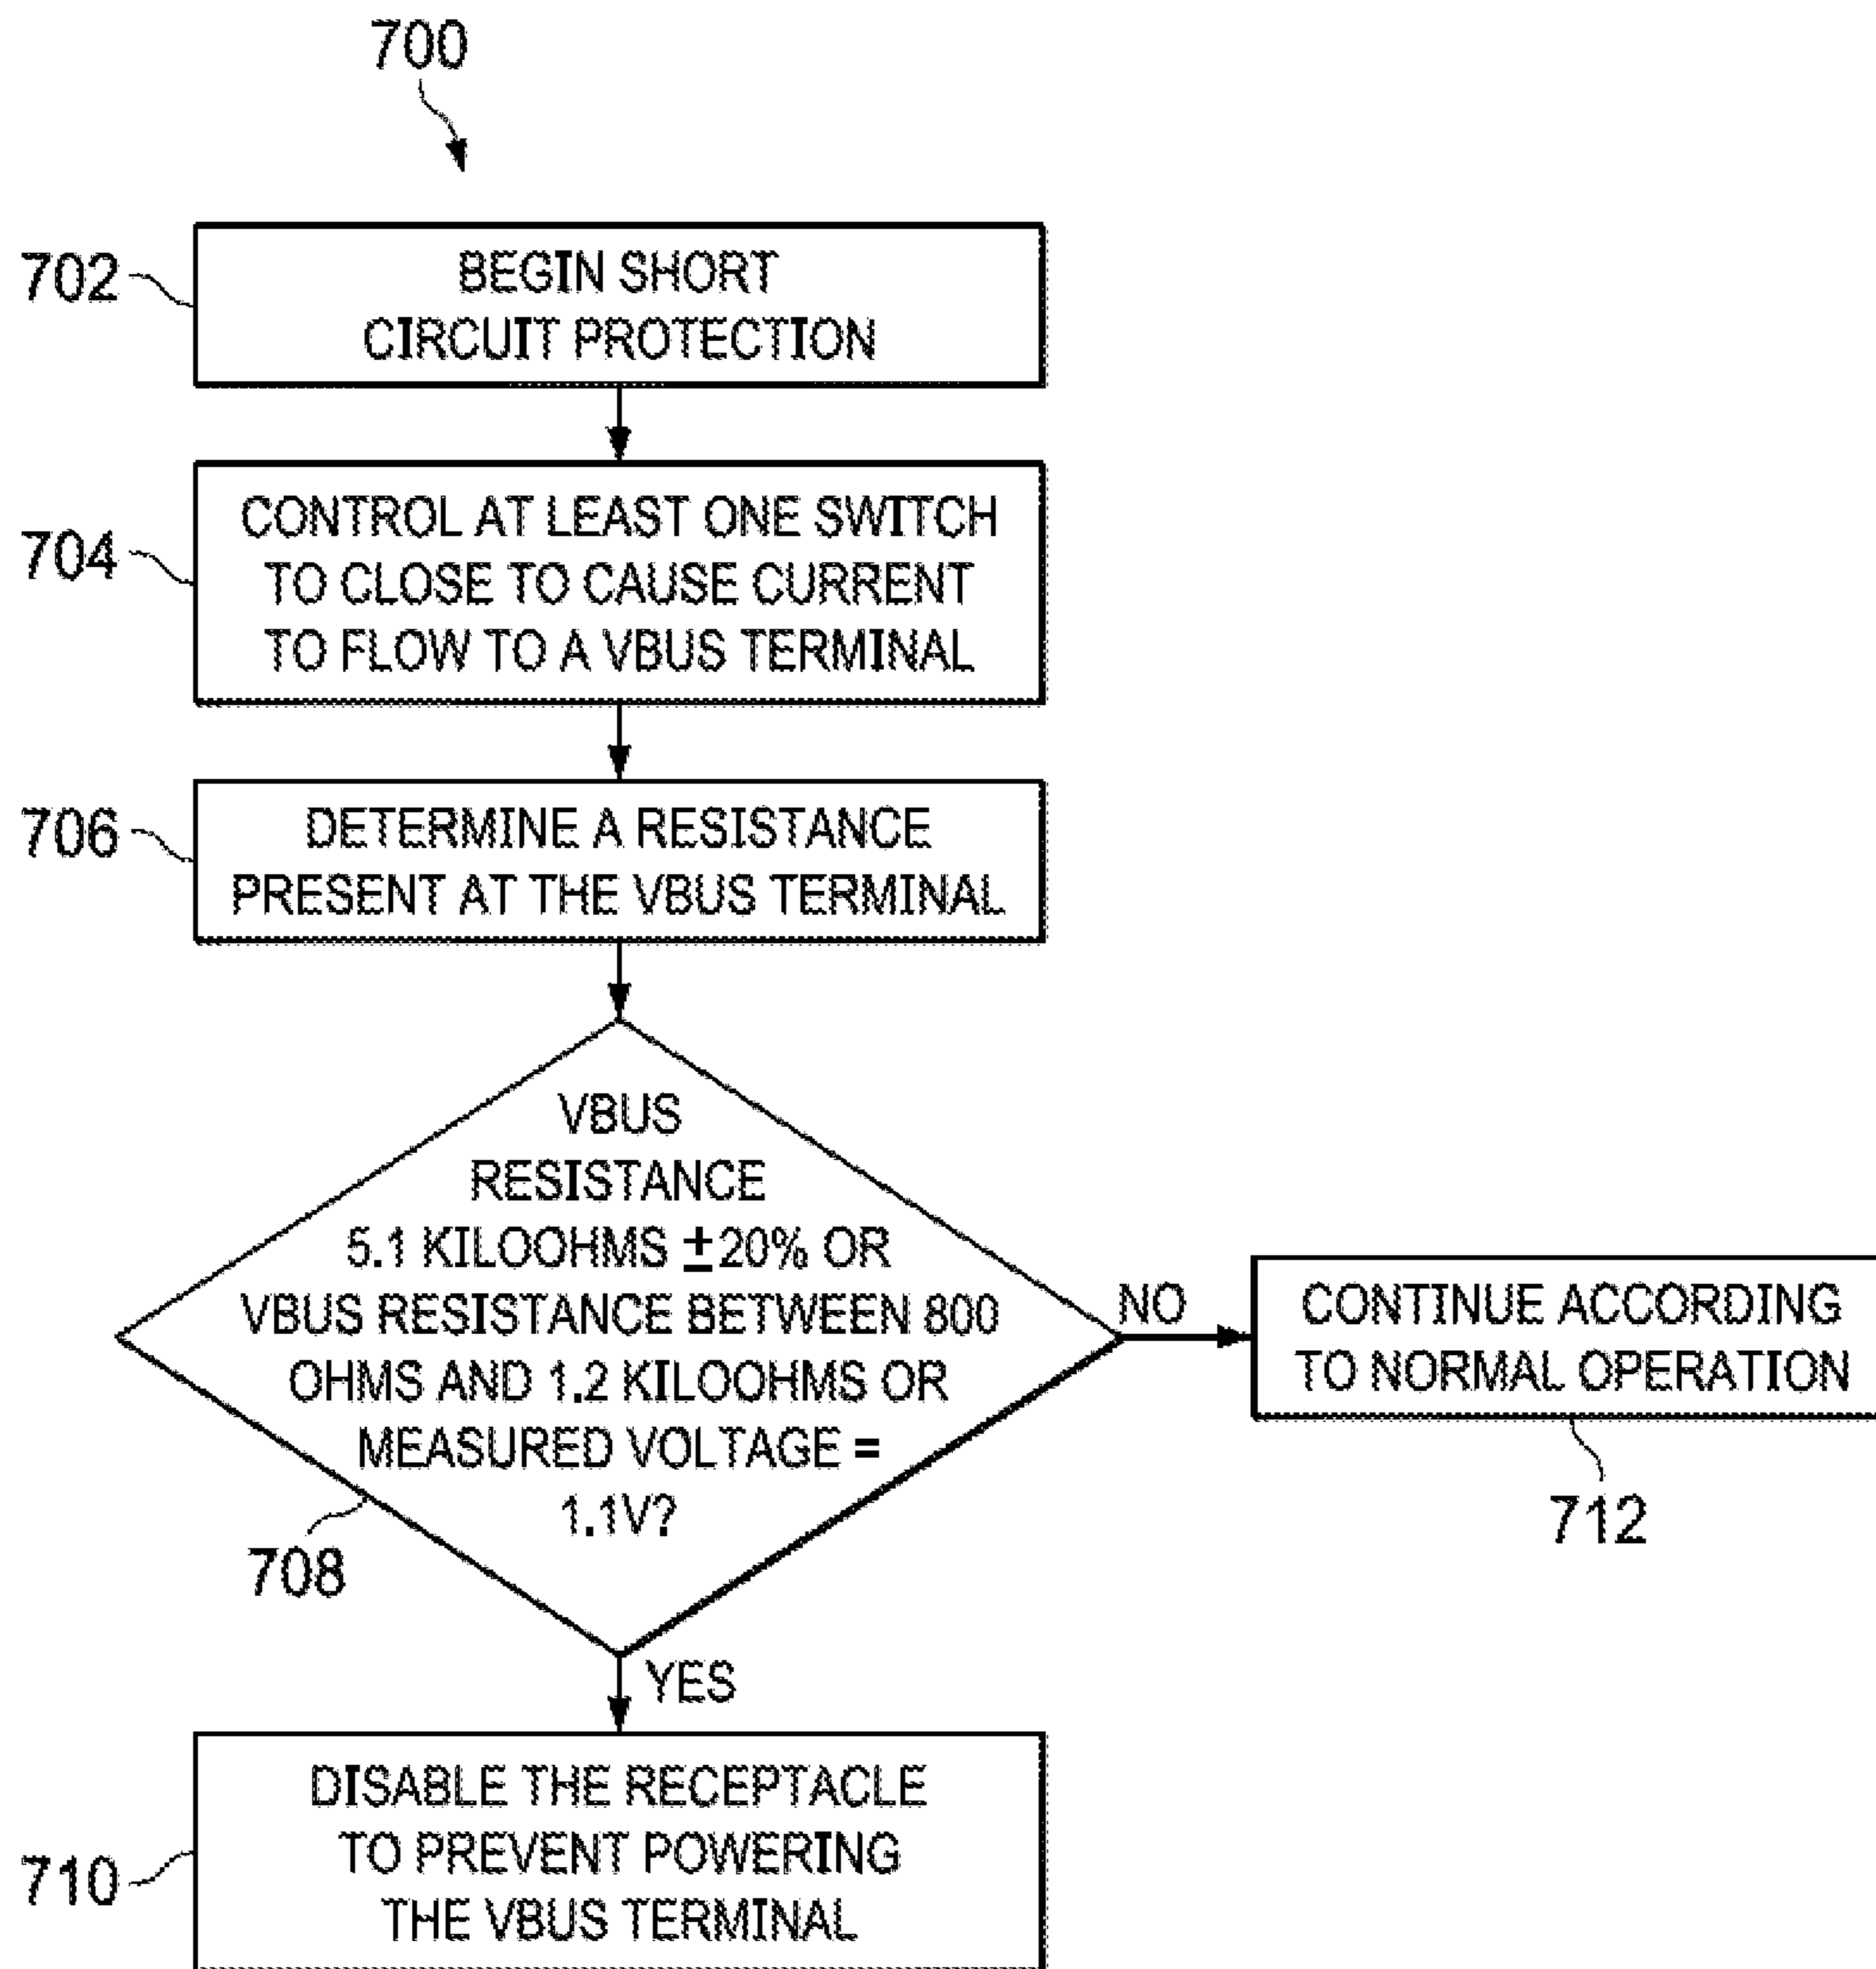 700
702
BEGIN SHORT
CIRCUIT PROTECTION
704
CONTROL AT LEAST ONE SWITCH
TO CLOSE TO CAUSE CURRENT
TO FLOW TO A VBUS TERMINAL
706
DETERMINE A RESISTANCE
PRESENT AT THE VBUS TERMINAL
VBUS
RESISTANCE
5.1 KILOOHMS ±20% OR
VBUS RESISTANCE BETWEEN 800
OHMS AND 1.2 KILOOHMS OR
MEASURED VOLTAGE =
1.1V?
708
NO
CONTINUE ACCORDING
TO NORMAL OPERATION
712
YES
710
DISABLE THE RECEPTACLE
TO PREVENT POWERING
THE VBUS TERMINAL